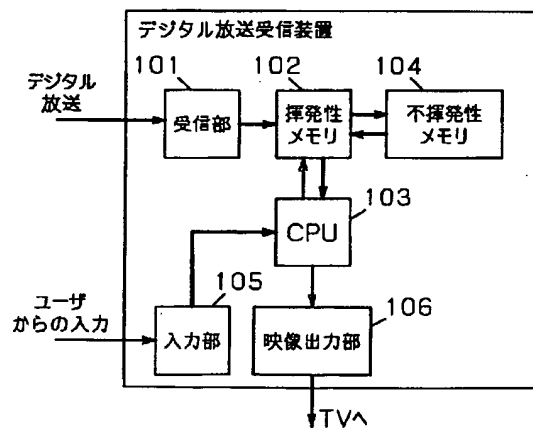 デジタル放送受信装置
101
102
104
デジタル
放送
受信部
揮発性
メモリ
不揮発性
メモリ
103
CPU
105
106
ユーザ
からの入力
入力部
映像出力部
TVへ